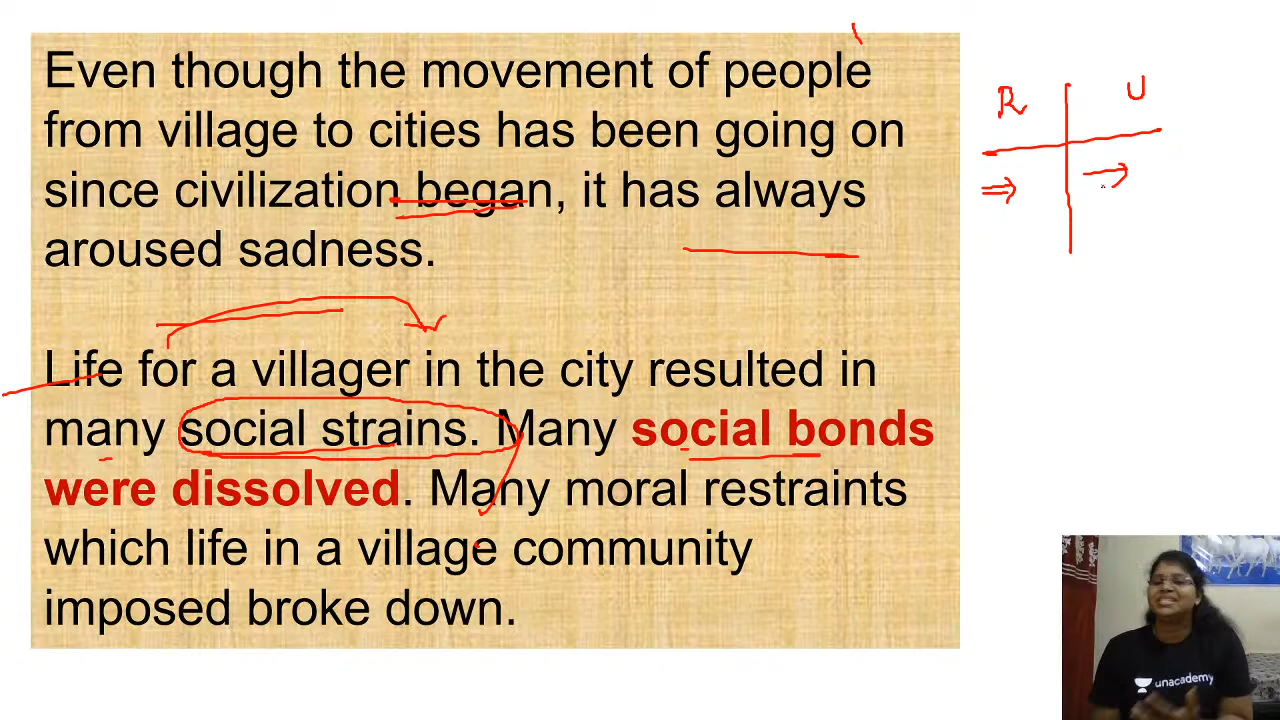 Even though the movement of people
from village to cities has been going on
since civilization began, it has always
aroused sadness.
Life for a villager in the city resulted in
many social strains. Many social bonds
were dissolved. Many moral restraints
which life in a village community
imposed broke down.
R U
unacademy